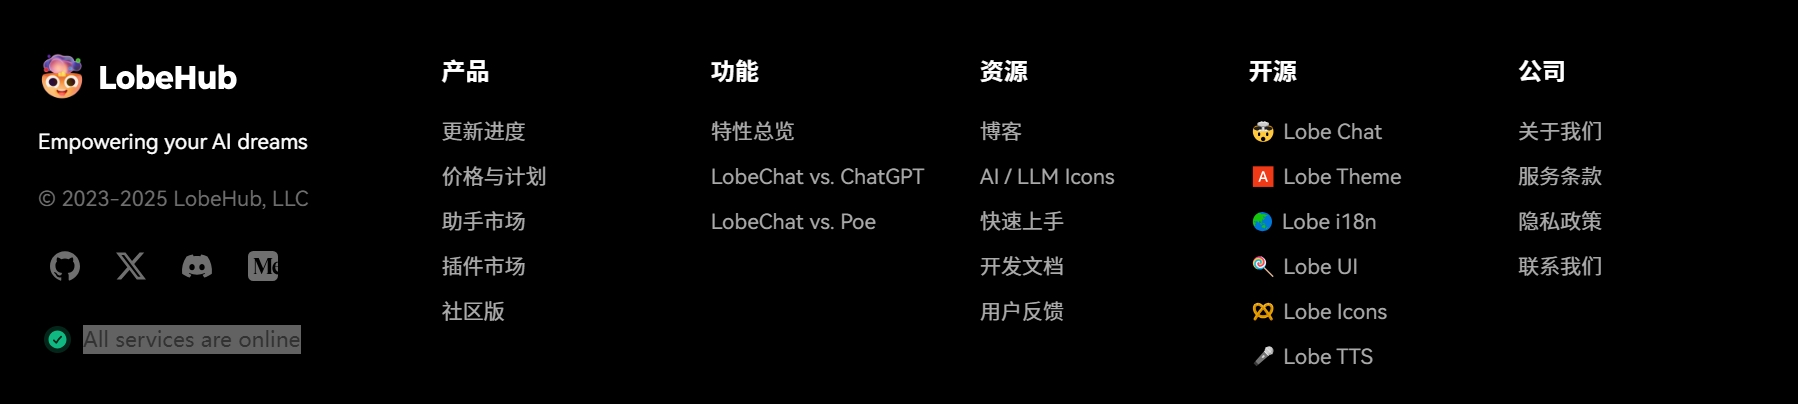 LobeHub
Empowering your AI dreams
© 2023-2025 LobeHub, LLC
All services are online
产品
更新进度
价格与计划
助手市场
插件市场
社区版
功能
特性总览
LobeChat vs. ChatGPT
LobeChat vs. Poe
资源
博客
AI / LLM Icons
快速上手
开发文档
用户反馈
开源
Lobe Chat
Lobe Theme
Lobe i18n
Lobe UI
Lobe Icons
Lobe TTS
公司
关于我们
服务条款
隐私政策
联系我们